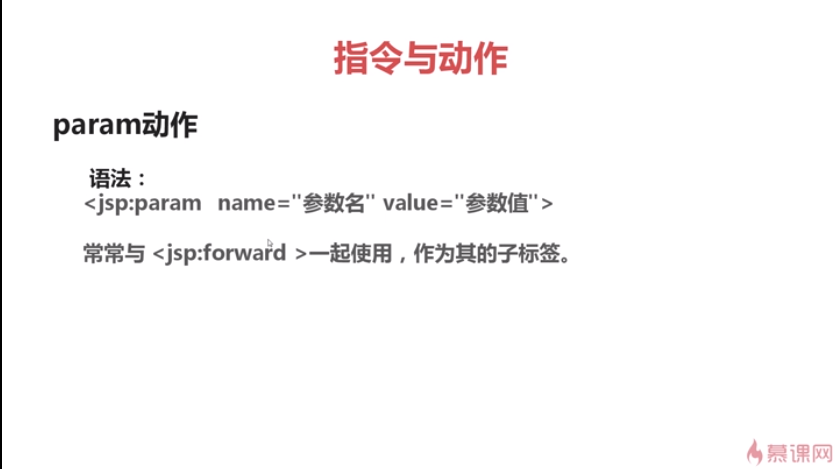 指令与动作
param动作
语法：
<jsp:param name="参数名" value="参数值">
常常与 <jsp:forward >一起使用，作为其的子标签。
慕课网